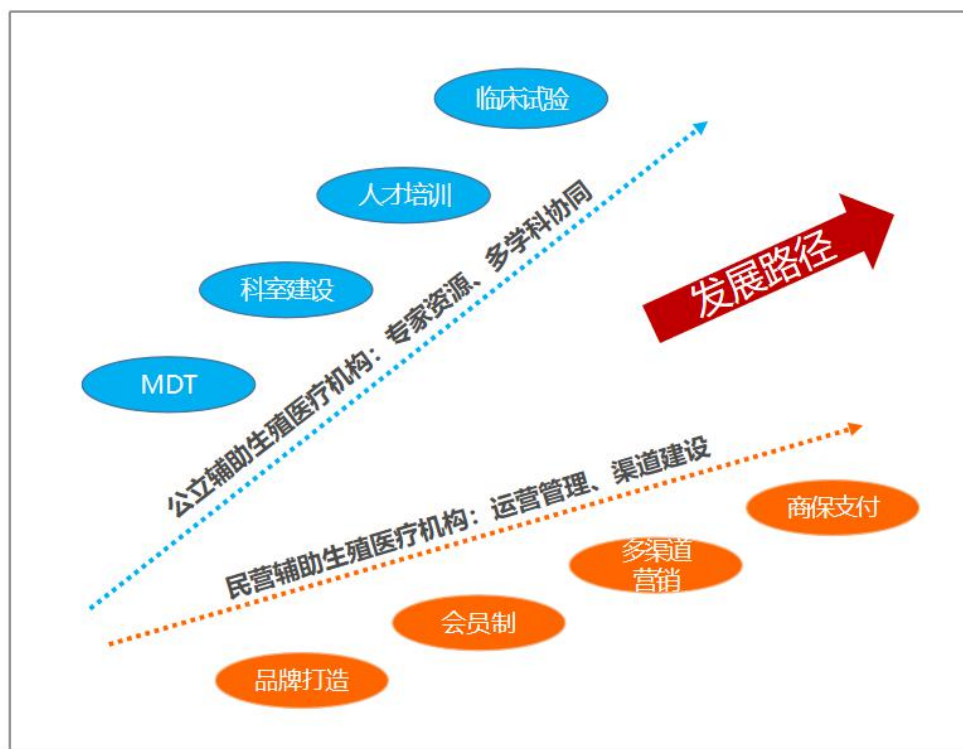 临床试验
人才培训
科室建设
MDT
公立辅助生殖医疗机构：专家资源、多学科协同
发展路径
民营辅助生殖医疗机构：运营管理、渠道建设
商保支付
多渠道
营销
会员制
品牌打造